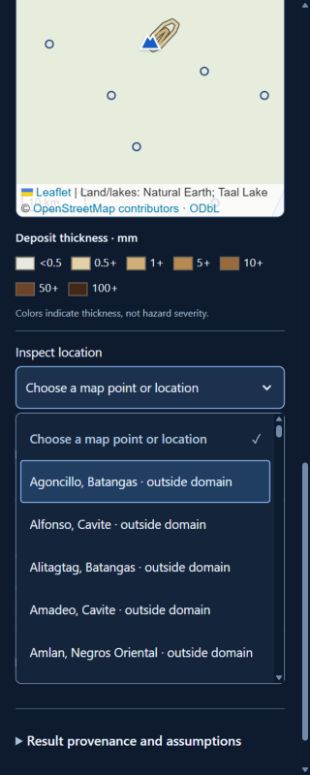 Leaflet | Land/lakes: Natural Earth; Taal Lake
© OpenStreetMap contributors · ODbL
Deposit thickness · mm
<0.5 0.5+ 1+ 5+ 10+
50+ 100+
Colors indicate thickness, not hazard severity.
Inspect location
Choose a map point or location
Choose a map point or location ✓
Agoncillo, Batangas · outside domain
Alfonso, Cavite · outside domain
Alitagtag, Batangas · outside domain
Amadeo, Cavite · outside domain
Amlan, Negros Oriental · outside domain
Result provenance and assumptions